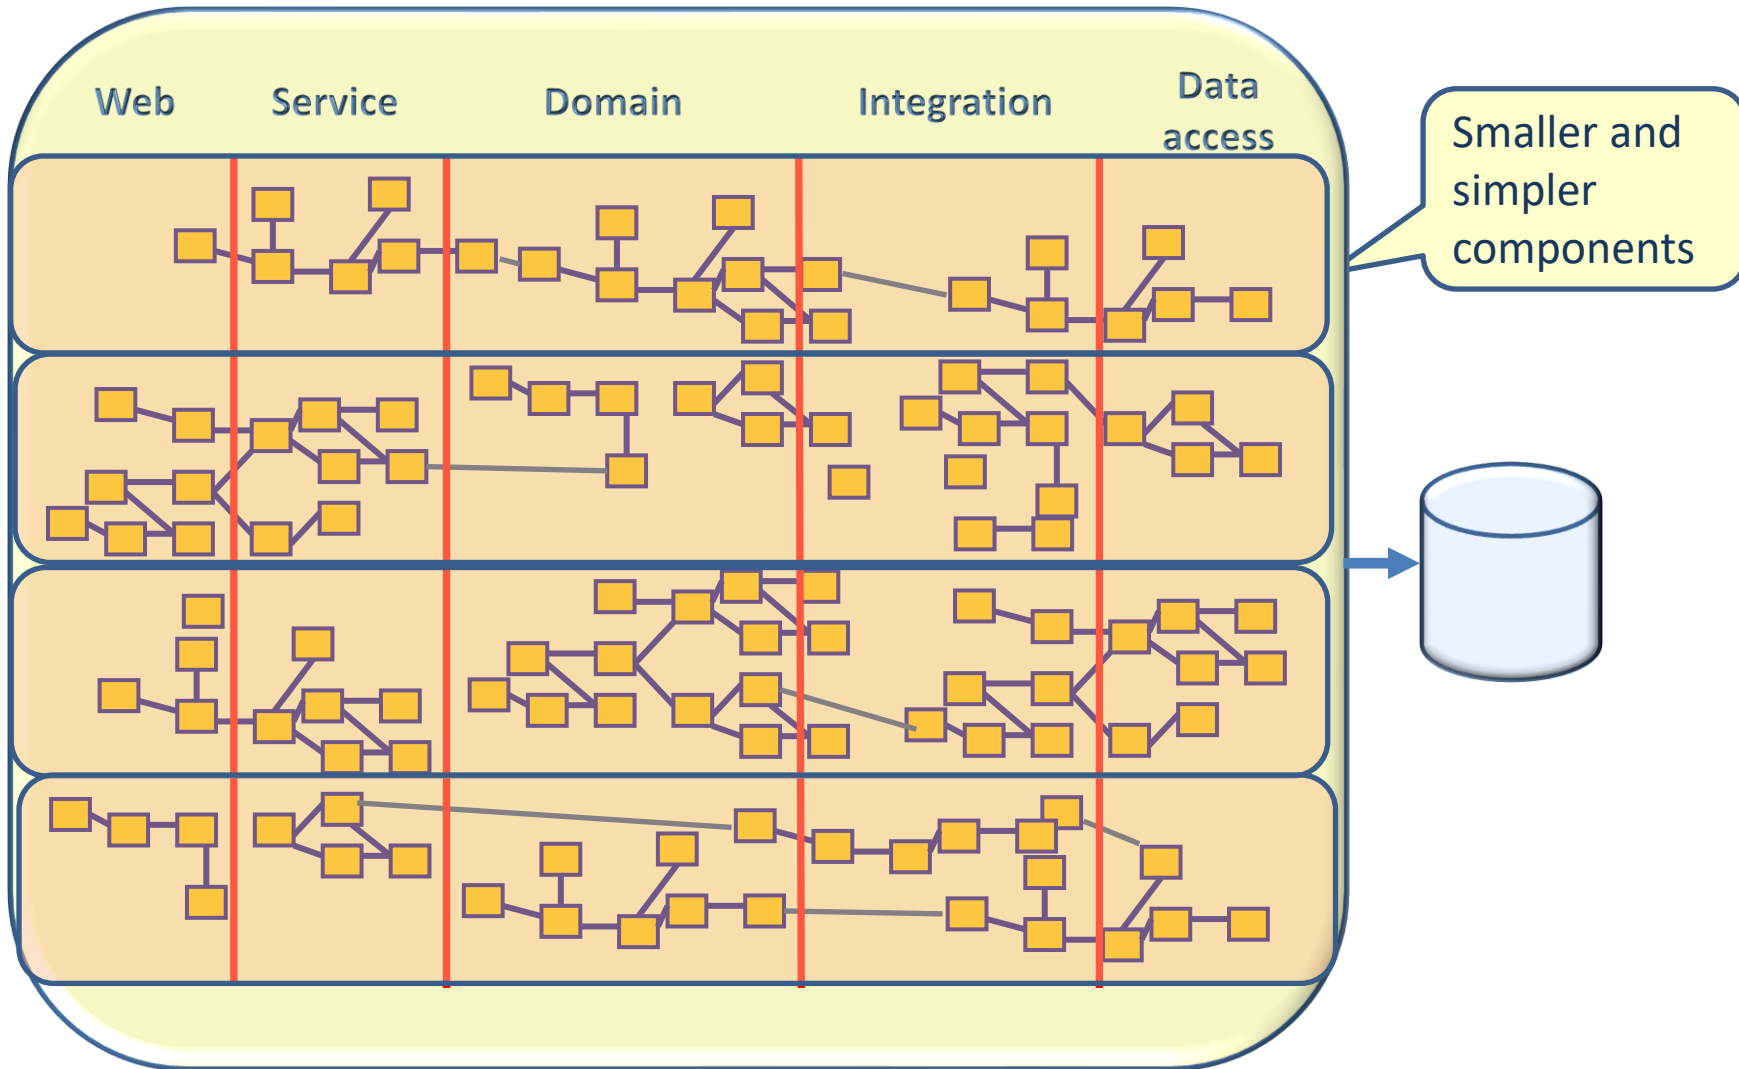 Web
Service
Domain
Integration
Data
access
Smaller and
simpler
components